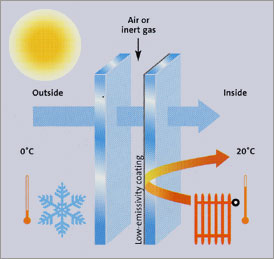 Air or
inert gas
Outside
Inside
0°C
20°C
Low-emissivity coating